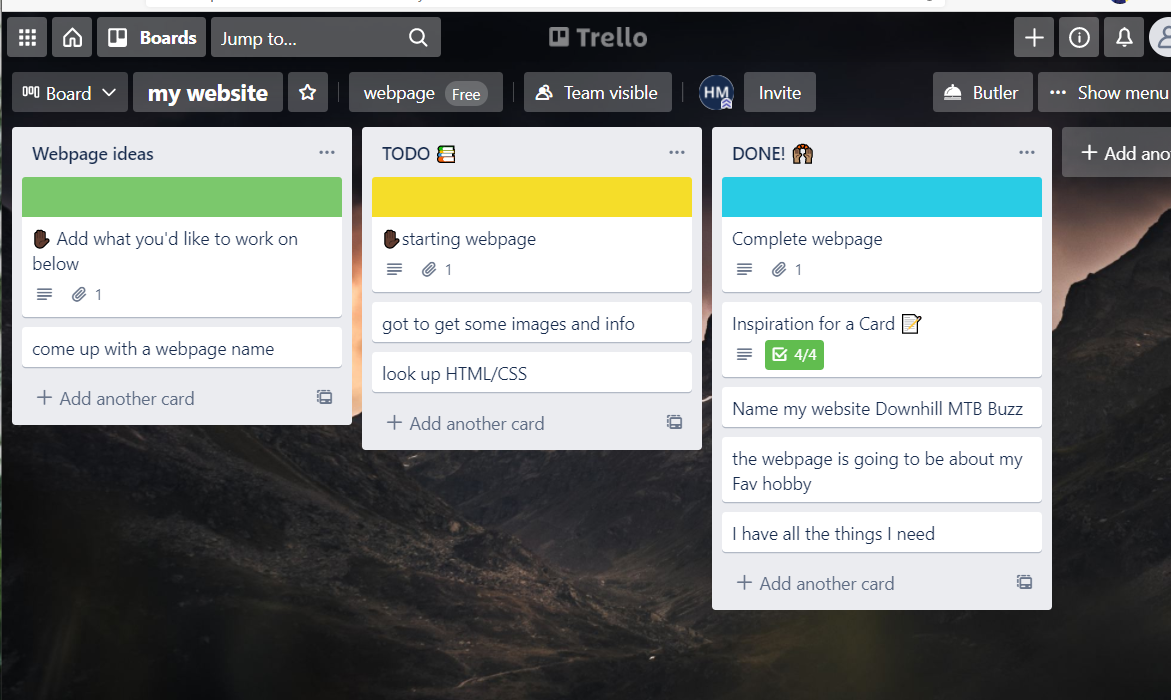 Boards
Jump to...
Trello
Board
my website
webpage Free
Team visible
HM
Invite
Butler
Show menu
Webpage ideas
Add what you'd like to work on
below
1
come up with a webpage name
+ Add another card
TODO
starting webpage
1
got to get some images and info
look up HTML/CSS
+ Add another card
DONE!
Complete webpage
1
Inspiration for a Card
4/4
Name my website Downhill MTB Buzz
the webpage is going to be about my
Fav hobby
I have all the things I need
+ Add another card
+ Add ano